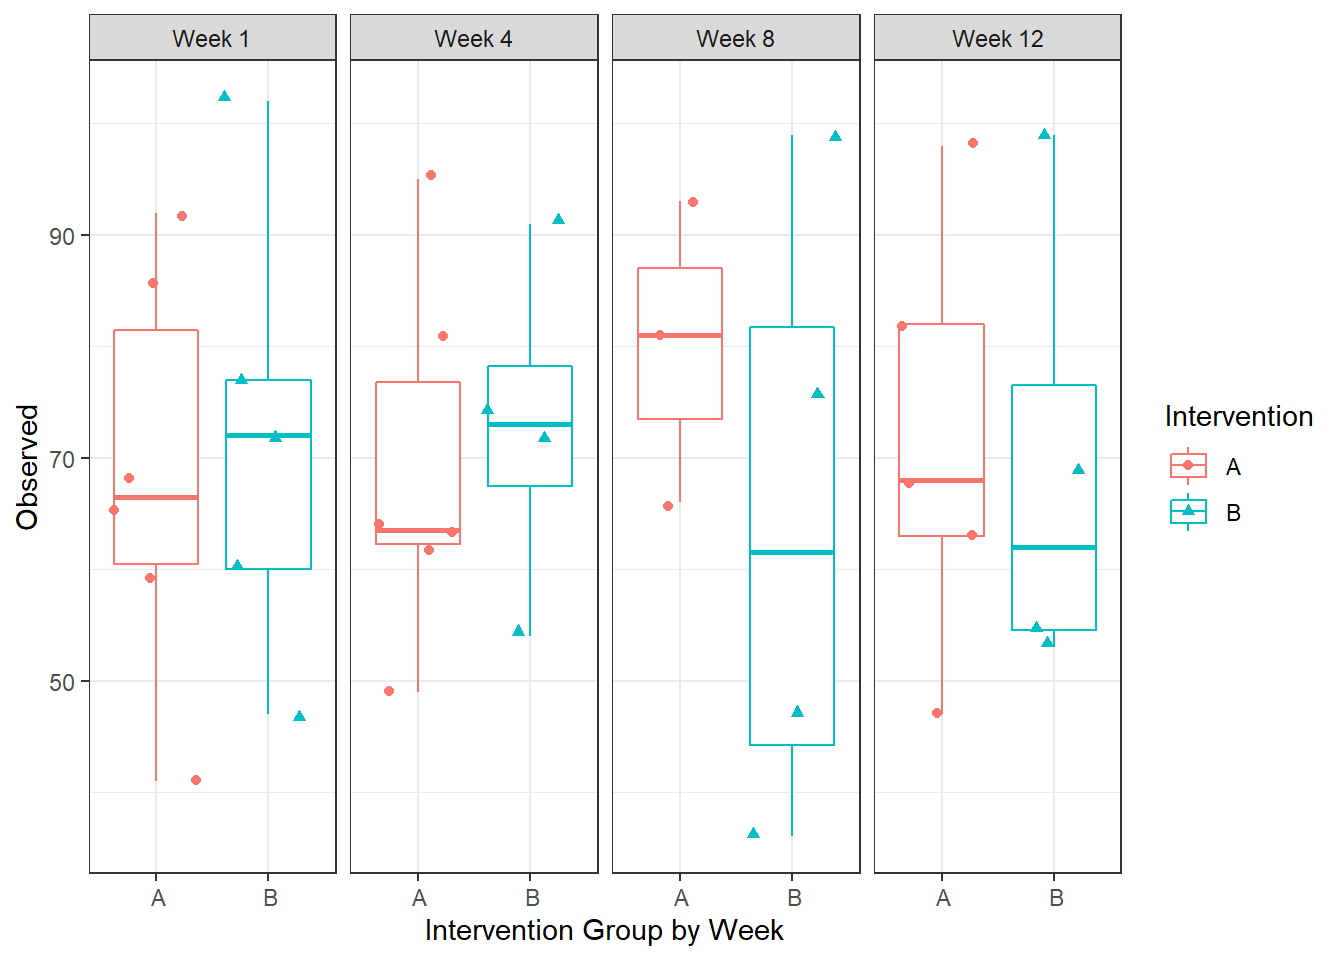 Week 1
Week 4
Week 8
Week 12
90
70
50
Observed
A
B
A
B
A
B
A
B
Intervention Group by Week
Intervention
A
B